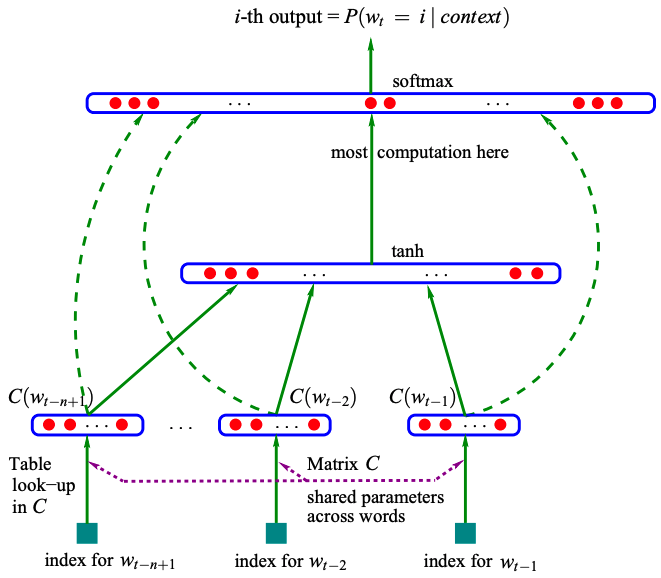 i-th output = P(w_t = i | context)
softmax
. . . . . .
most computation here
tanh
. . . . . .
C(w_{t−n+1}) C(w_{t−2}) C(w_{t−1})
. . . . . . . . . . . .
Table look−up in C
Matrix C
shared parameters across words
index for w_{t−n+1} index for w_{t−2} index for w_{t−1}